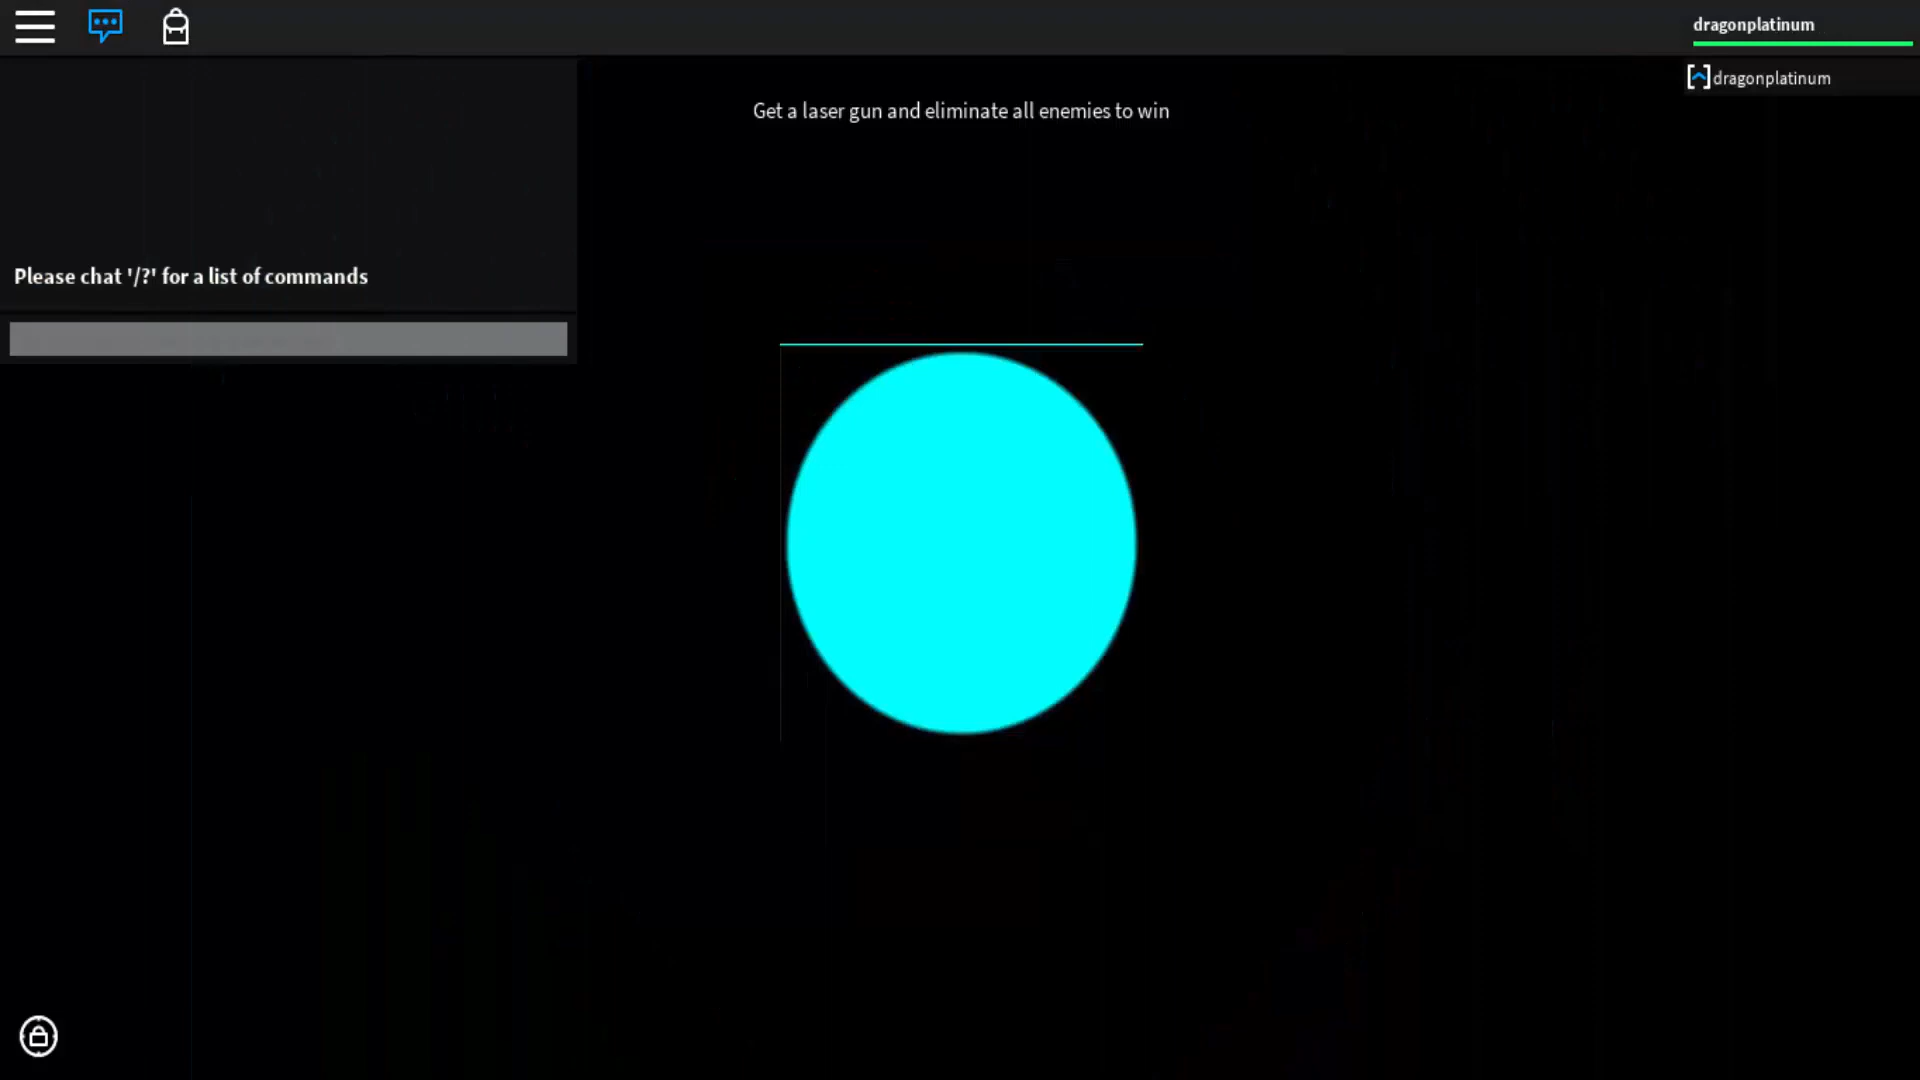 dragonplatinum
dragonplatinum
Get a laser gun and eliminate all enemies to win
Please chat '/?' for a list of commands